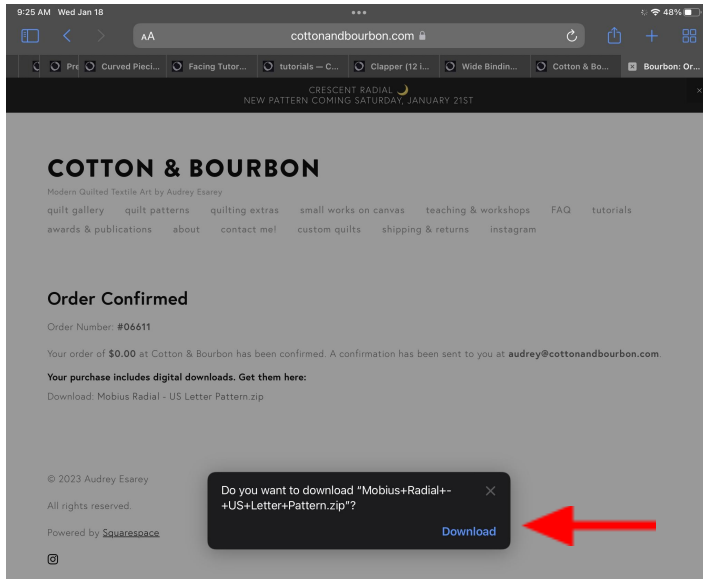 9:25 AM Wed Jan 18
48%
AA
cottonandbourbon.com
Pre
Curved Pieci...
Facing Tutor...
tutorials — C...
Clapper (12 i...
Wide Bindin...
Cotton & Bo...
Bourbon: Or...
CRESCENT RADIAL 🌙
NEW PATTERN COMING SATURDAY, JANUARY 21ST
COTTON & BOURBON
Modern Quilted Textile Art by Audrey Esarey
quilt gallery quilt patterns quilting extras small works on canvas teaching & workshops FAQ tutorials
awards & publications about contact me! custom quilts shipping & returns instagram
Order Confirmed
Order Number: #06611
Your order of $0.00 at Cotton & Bourbon has been confirmed. A confirmation has been sent to you at audrey@cottonandbourbon.com.
Your purchase includes digital downloads. Get them here:
Download: Mobius Radial - US Letter Pattern.zip
© 2023 Audrey Esarey
All rights reserved.
Powered by Squarespace
Do you want to download “Mobius+Radial+-
+US+Letter+Pattern.zip”?
Download